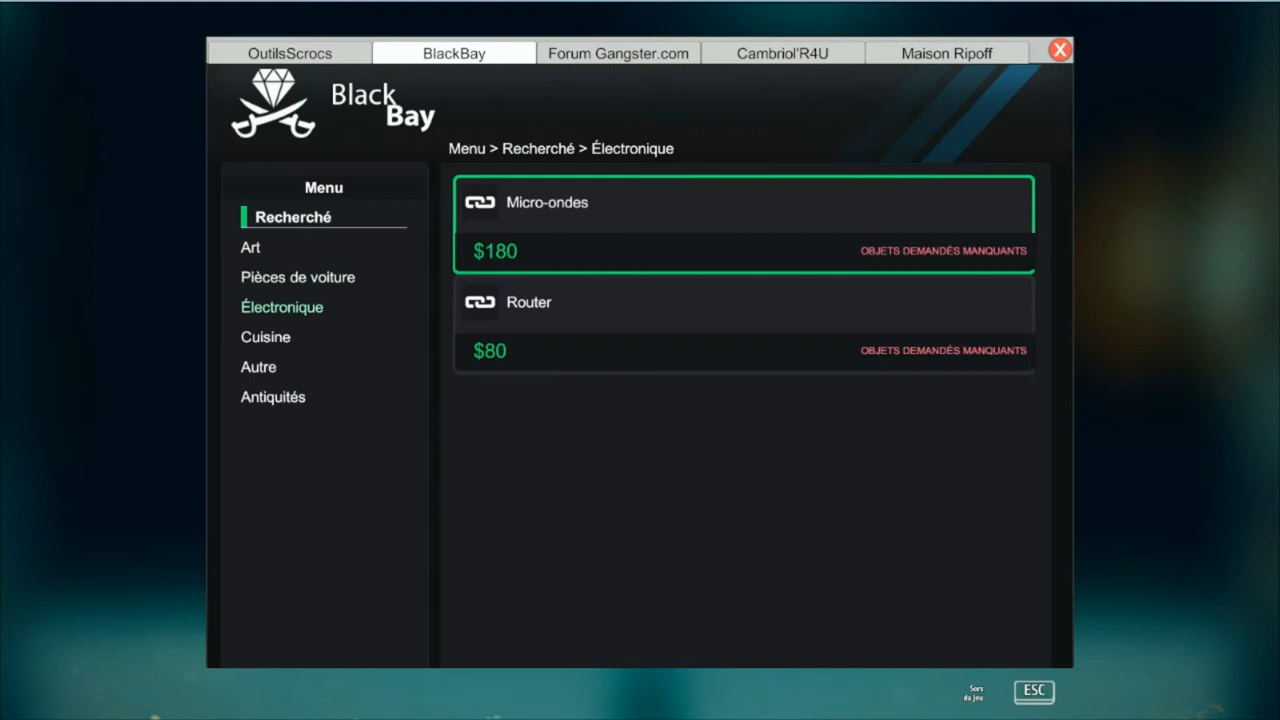 OutilsScrocs
BlackBay
Forum Gangster.com
Cambriol'R4U
Maison Ripoff
X
Black
Bay
Menu > Recherché > Électronique
Menu
Recherché
Art
Pièces de voiture
Électronique
Cuisine
Autre
Antiquités
Micro-ondes
$180
OBJETS DEMANDÉS MANQUANTS
Router
$80
OBJETS DEMANDÉS MANQUANTS
Sors
du jeu
ESC